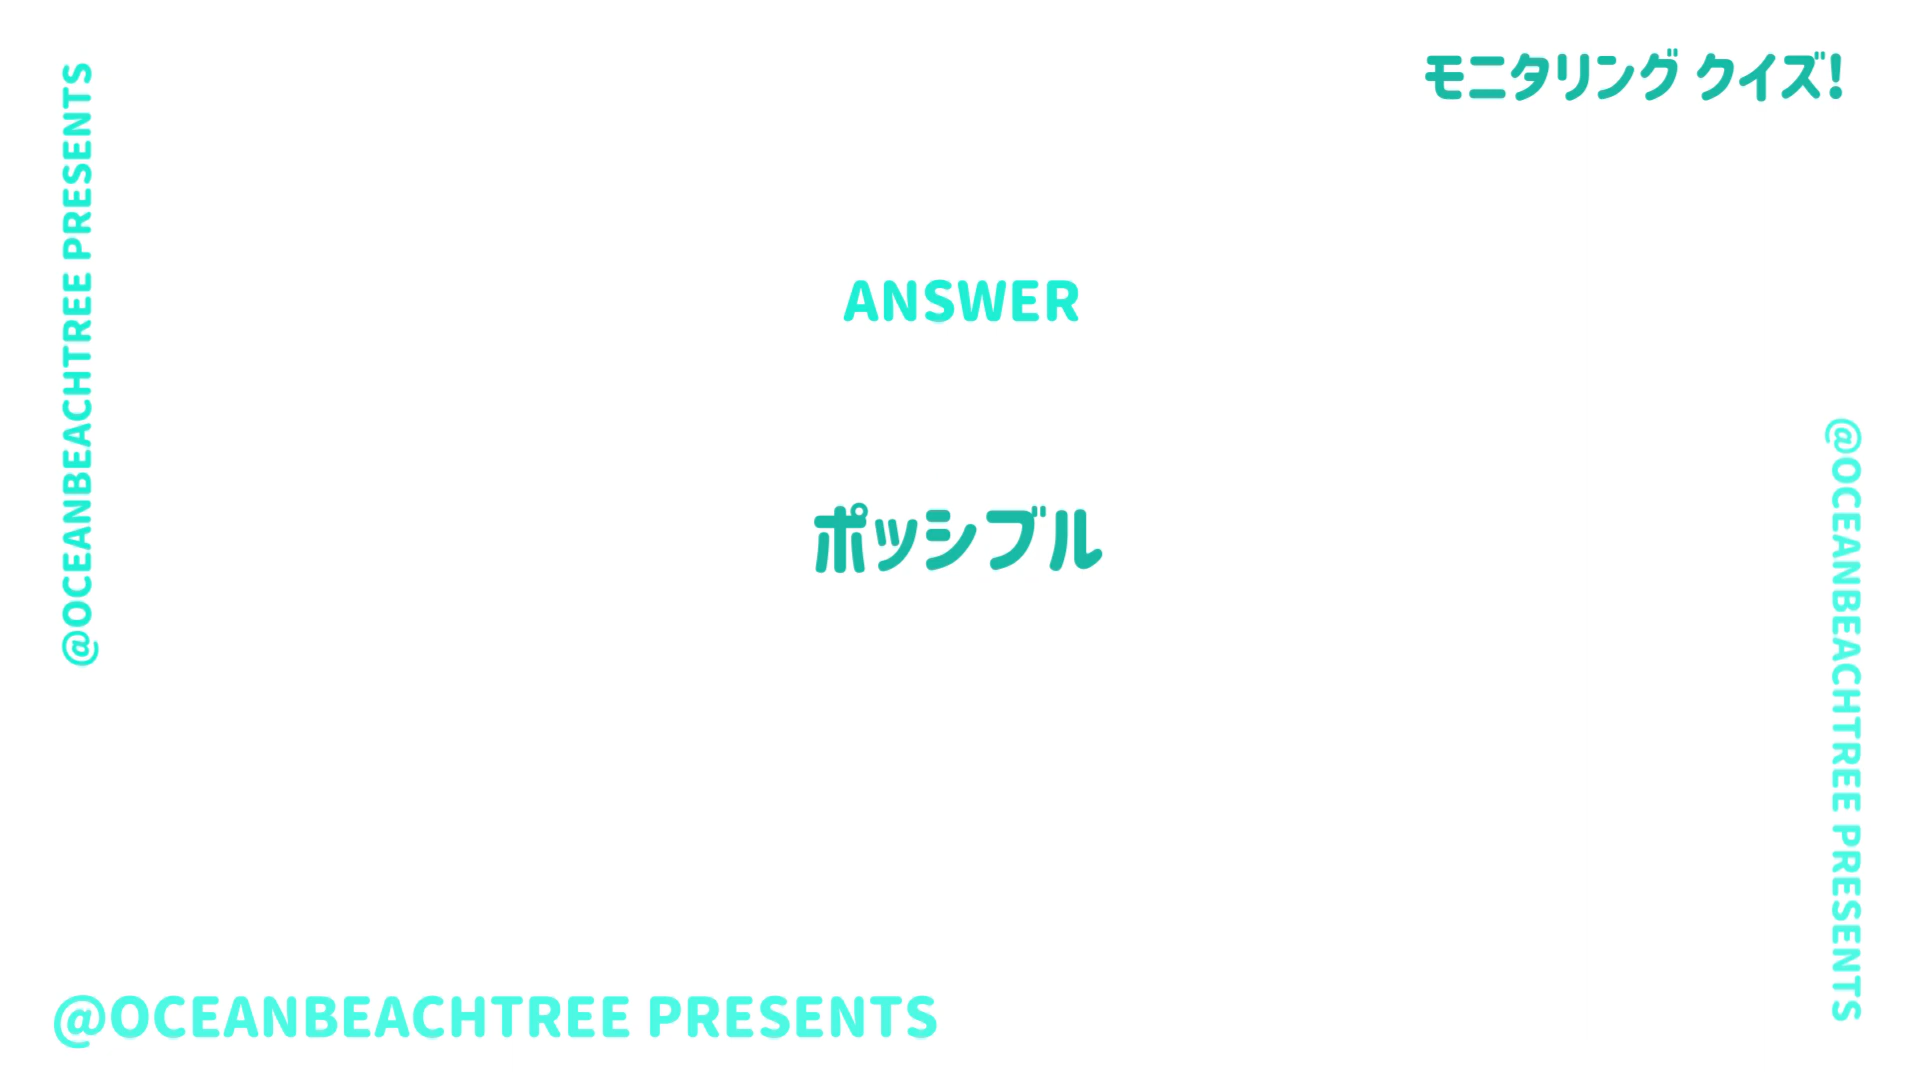 モニタリング クイズ!
@OCEANBEACHTREE PRESENTS
ANSWER
ポッシブル
@OCEANBEACHTREE PRESENTS
@OCEANBEACHTREE PRESENTS